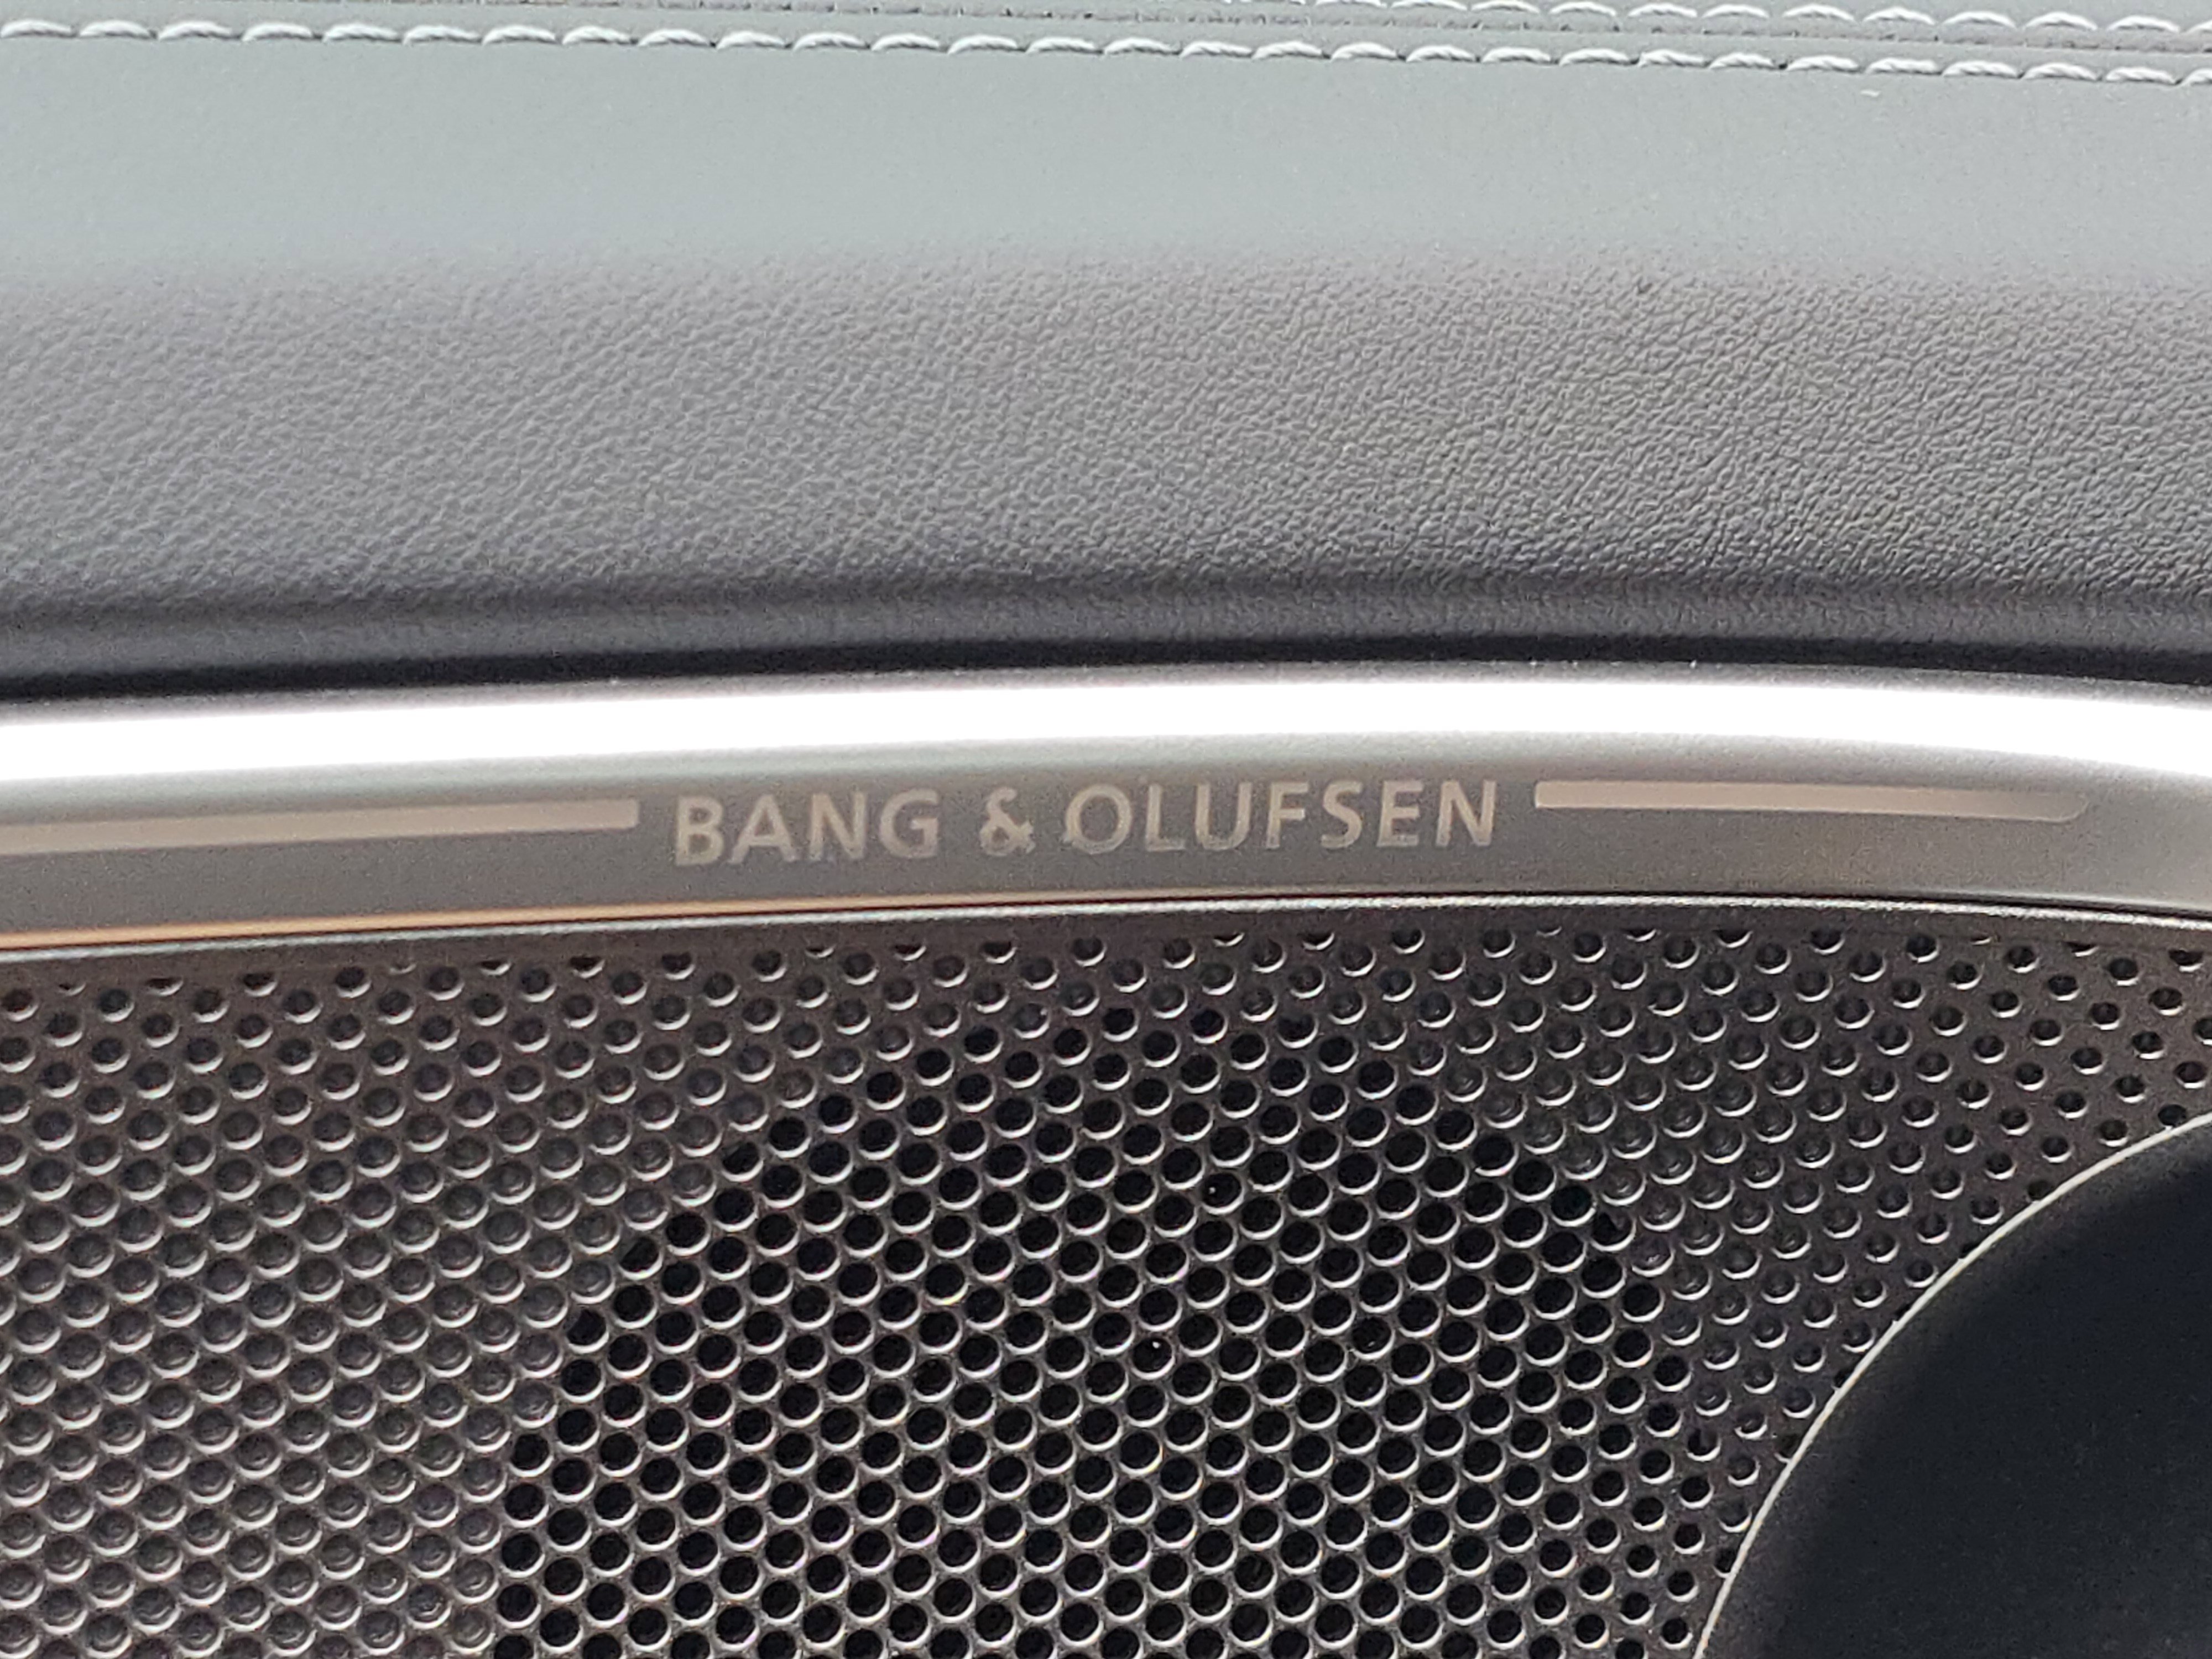 BANG & OLUFSEN